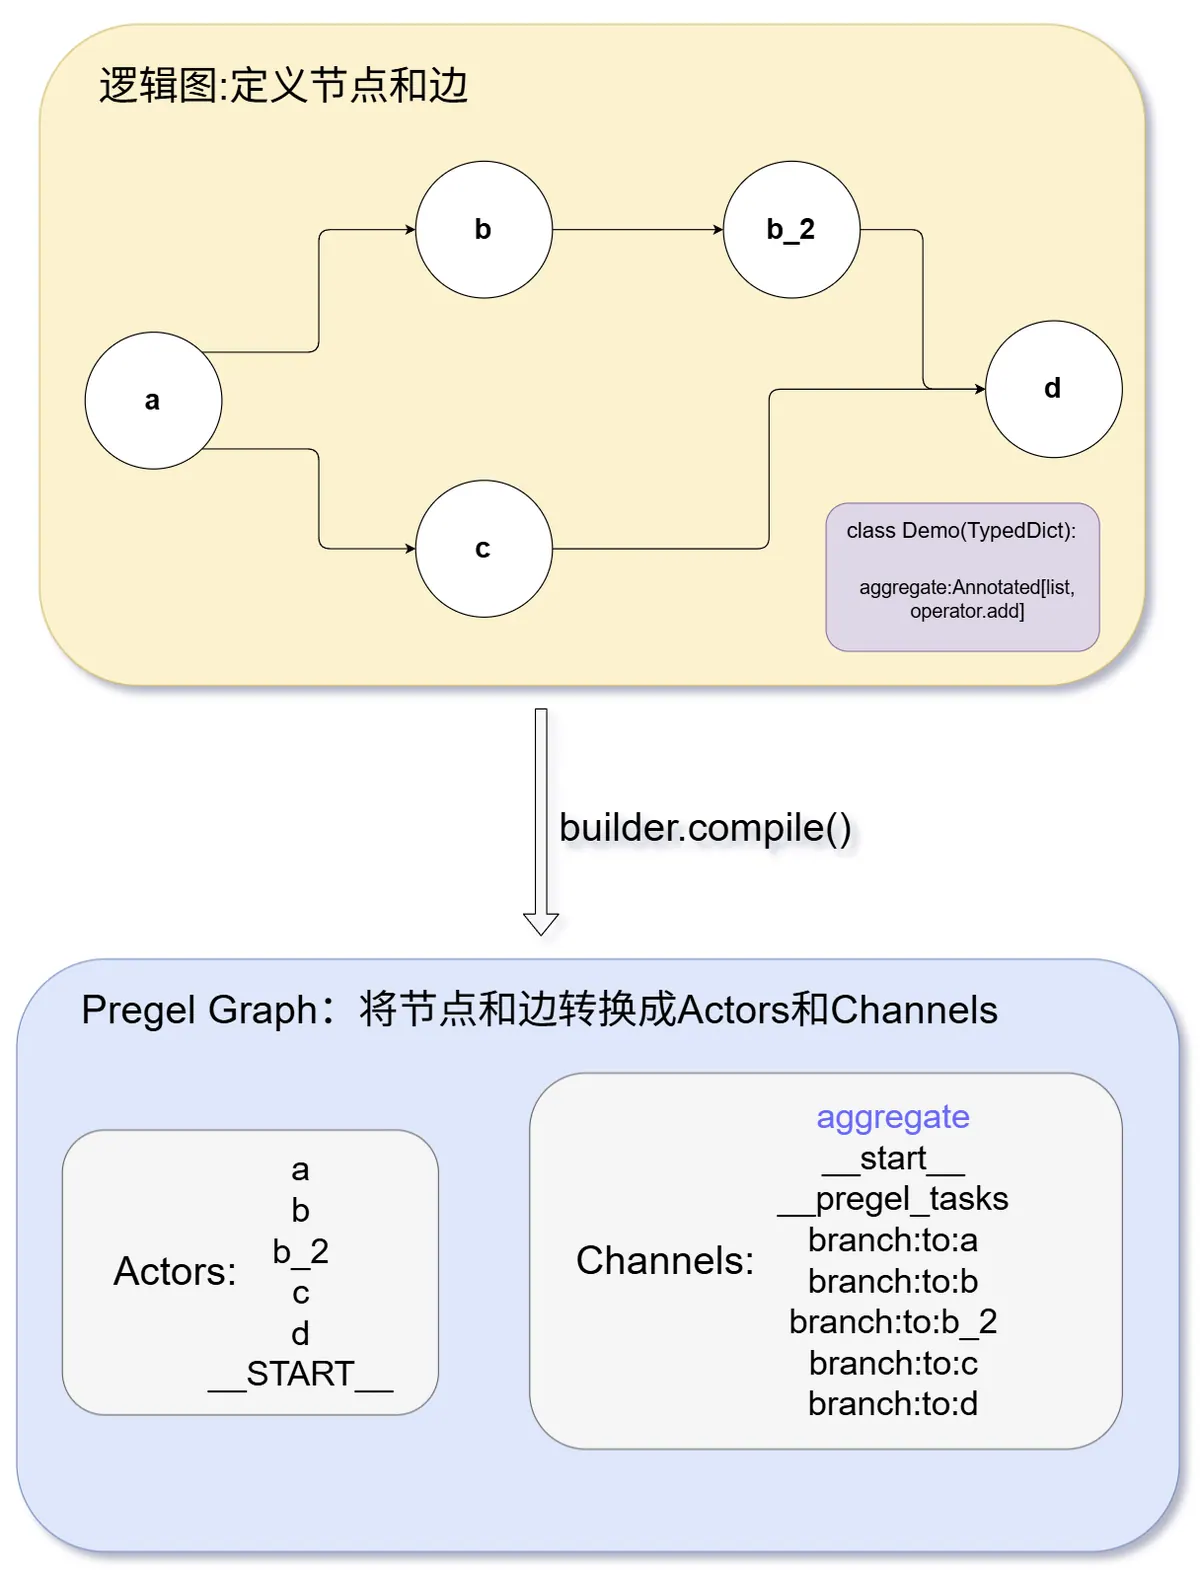 逻辑图:定义节点和边
b
b_2
a
d
c
class Demo(TypedDict):
aggregate:Annotated[list,
operator.add]
builder.compile()
Pregel Graph：将节点和边转换成Actors和Channels
Actors:
a
b
b_2
c
d
__START__
Channels:
aggregate
__start__
__pregel_tasks
branch:to:a
branch:to:b
branch:to:b_2
branch:to:c
branch:to:d